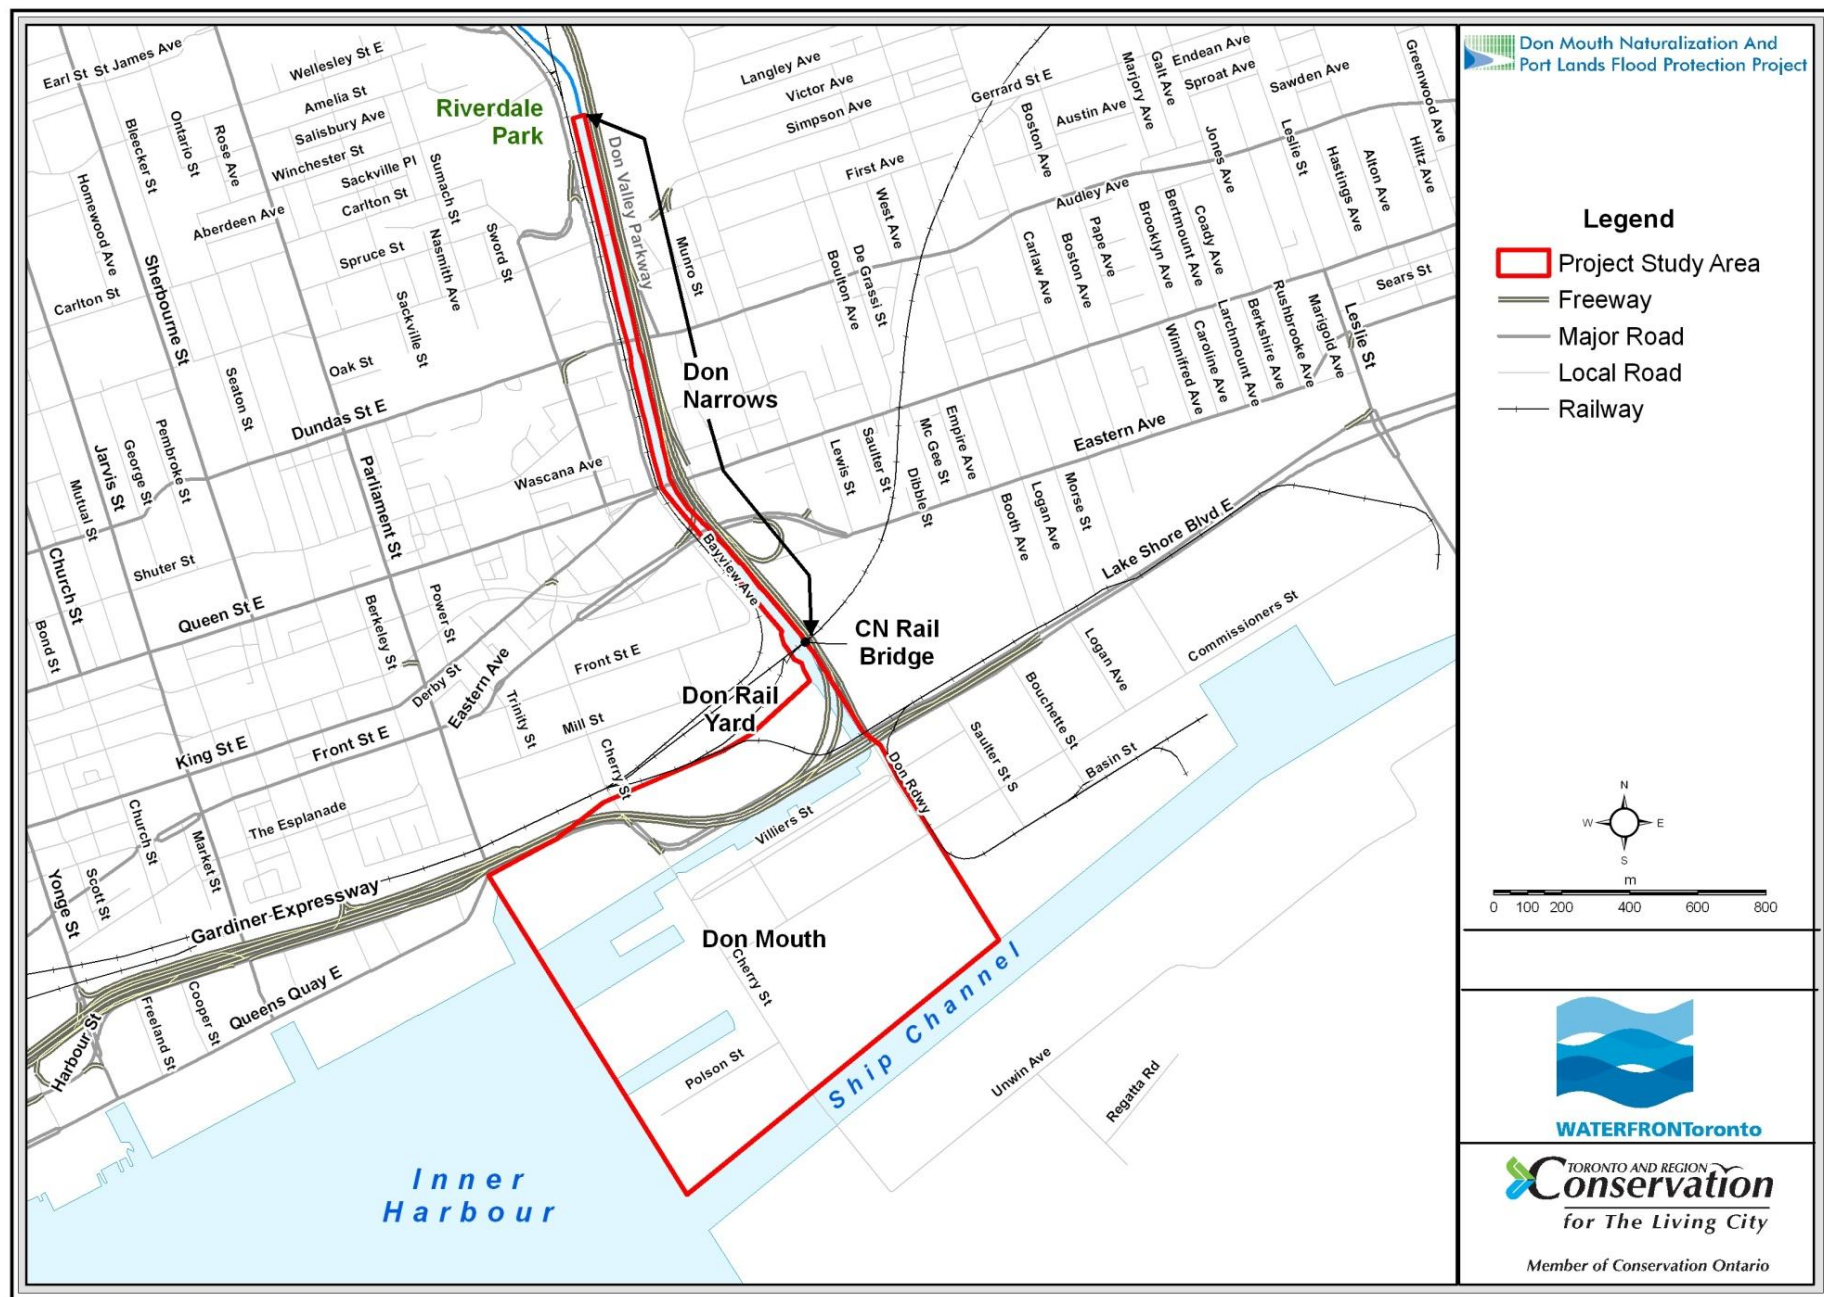 Earl St
St James Ave
Wellesley St E
Amelia St
Salisbury Ave
Winchester St
Sackville Pl
Carlton St
Bleecker St
Ontario St
Rose Ave
Homewood Ave
Aberdeen Ave
Sumach St
Spruce St
Nasmith Ave
Sword St
Sackville St
Carlton St
Sherbourne St
Seaton St
Oak St
Dundas St E
Pembroke St
George St
Jarvis St
Mutual St
Parliament St
Wascana Ave
Church St
Shuter St
Queen St E
Bond St
Berkeley St
Power St
Derby St
Eastern Ave
Front St E
Trinity St
Mill St
Cherry St
King St E
Front St E
Church St
The Esplanade
Market St
Yonge St
Scott St
Gardiner Expressway
Freeland St
Cooper St
Queens Quay E
Harbour St
Riverdale
Park
Don Valley Parkway
Munro St
Langley Ave
Victor Ave
Simpson Ave
First Ave
Gerrard St E
Boston Ave
Austin Ave
Marjory Ave
Galt Ave
Endean Ave
Sproat Ave
Sawden Ave
Greenwood Ave
Jones Ave
Leslie St
Hastings Ave
Alton Ave
Hiltz Ave
Audley Ave
West Ave
De Grassi St
Boulton Ave
Carlaw Ave
Boston Ave
Pape Ave
Brooklyn Ave
Bertmount Ave
Coady Ave
Sears St
Winnifred Ave
Caroline Ave
Larchmount Ave
Berkshire Ave
Rushbrooke Ave
Marigold Ave
Leslie St
Don
Narrows
Lewis St
Saulter St
Mc Gee St
Empire Ave
Dibble St
Eastern Ave
Booth Ave
Logan Ave
Morse St
Lake Shore Blvd E
Bayview Ave
CN Rail
Bridge
Don Rail
Yard
Logan Ave
Commissioners St
Bouchette St
Saulter St S
Basin St
Don Rdwy
Villiers St
Don Mouth
Cherry St
Polson St
Ship Channel
Unwin Ave
Regatta Rd
Inner
Harbour
Don Mouth Naturalization And
Port Lands Flood Protection Project
Legend
Project Study Area
Freeway
Major Road
Local Road
Railway
N
W E
S
m
0 100 200 400 600 800
WATERFRONToronto
TORONTO AND REGION
Conservation
for The Living City
Member of Conservation Ontario